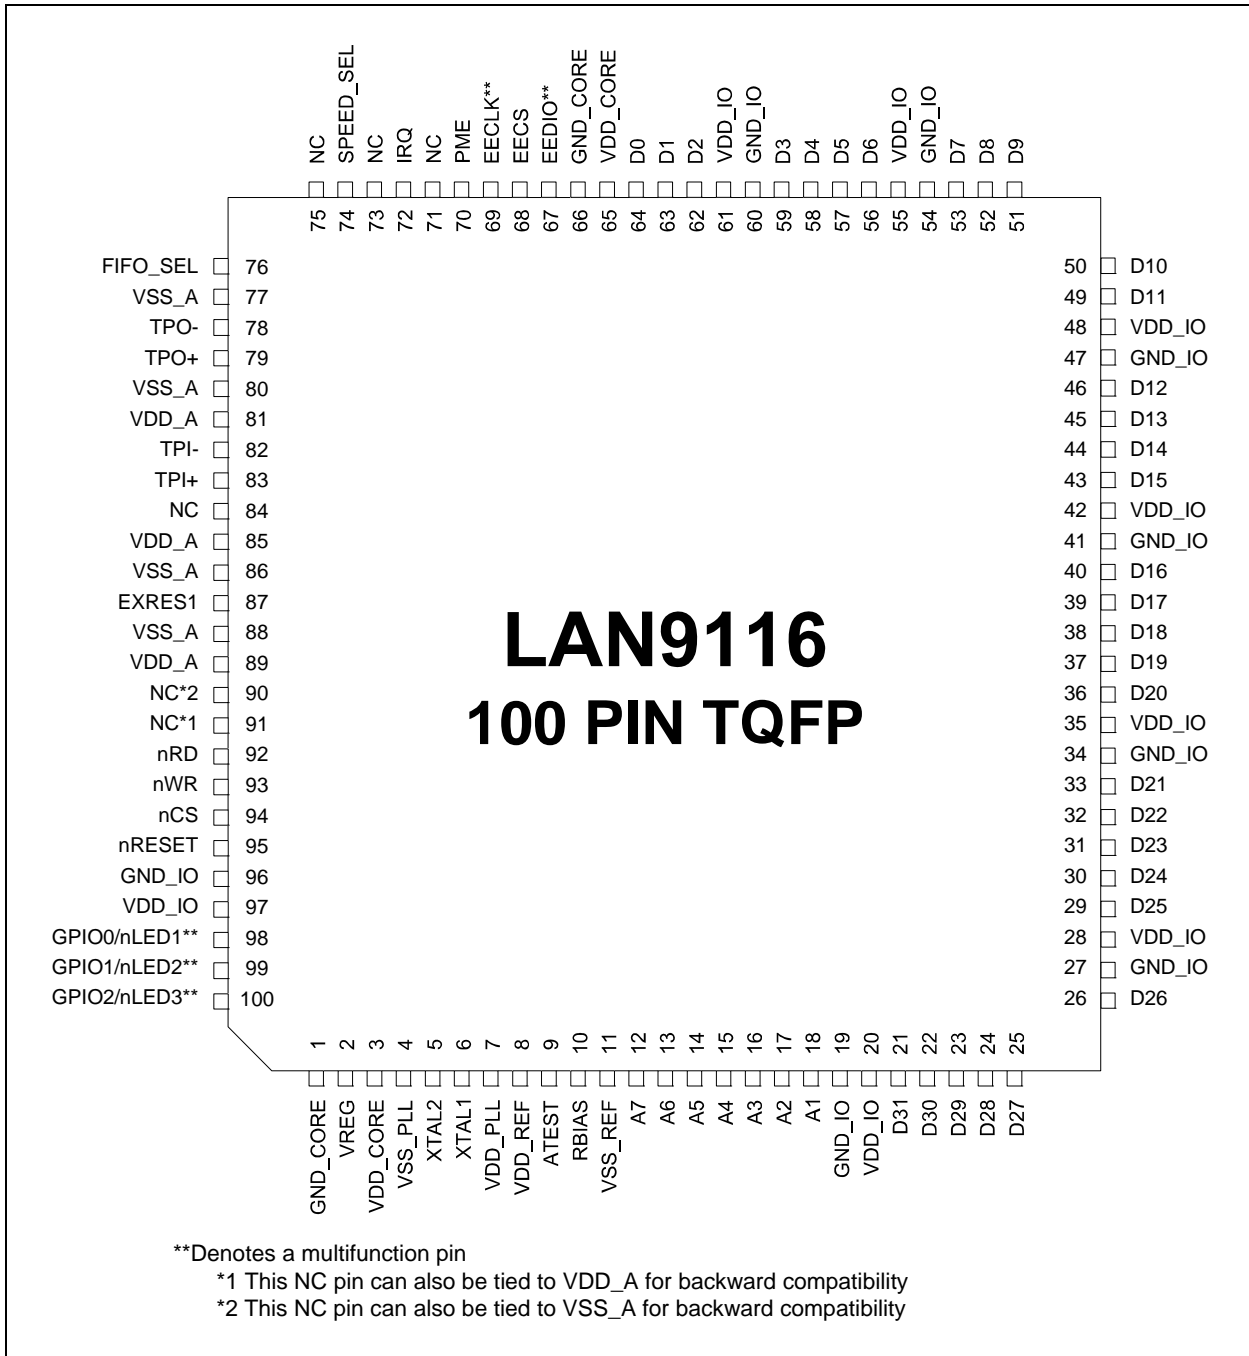 NC
SPEED_SEL
NC
IRQ
NC
PME
EECLK**
EECS
EEDIO**
GND_CORE
VDD_CORE
D0
D1
D2
VDD_IO
GND_IO
D3
D4
D5
D6
VDD_IO
GND_IO
D7
D8
D9
75
74
73
72
71
70
69
68
67
66
65
64
63
62
61
60
59
58
57
56
55
54
53
52
51
FIFO_SEL 76
VSS_A 77
TPO- 78
TPO+ 79
VSS_A 80
VDD_A 81
TPI- 82
TPI+ 83
NC 84
VDD_A 85
VSS_A 86
EXRES1 87
VSS_A 88
VDD_A 89
NC*2 90
NC*1 91
nRD 92
nWR 93
nCS 94
nRESET 95
GND_IO 96
VDD_IO 97
GPIO0/nLED1** 98
GPIO1/nLED2** 99
GPIO2/nLED3** 100
LAN9116
100 PIN TQFP
50 D10
49 D11
48 VDD_IO
47 GND_IO
46 D12
45 D13
44 D14
43 D15
42 VDD_IO
41 GND_IO
40 D16
39 D17
38 D18
37 D19
36 D20
35 VDD_IO
34 GND_IO
33 D21
32 D22
31 D23
30 D24
29 D25
28 VDD_IO
27 GND_IO
26 D26
1
2
3
4
5
6
7
8
9
10
11
12
13
14
15
16
17
18
19
20
21
22
23
24
25
GND_CORE
VREG
VDD_CORE
VSS_PLL
XTAL2
XTAL1
VDD_PLL
VDD_REF
ATEST
RBIAS
VSS_REF
A7
A6
A5
A4
A3
A2
A1
GND_IO
VDD_IO
D31
D30
D29
D28
D27
**Denotes a multifunction pin
*1 This NC pin can also be tied to VDD_A for backward compatibility
*2 This NC pin can also be tied to VSS_A for backward compatibility